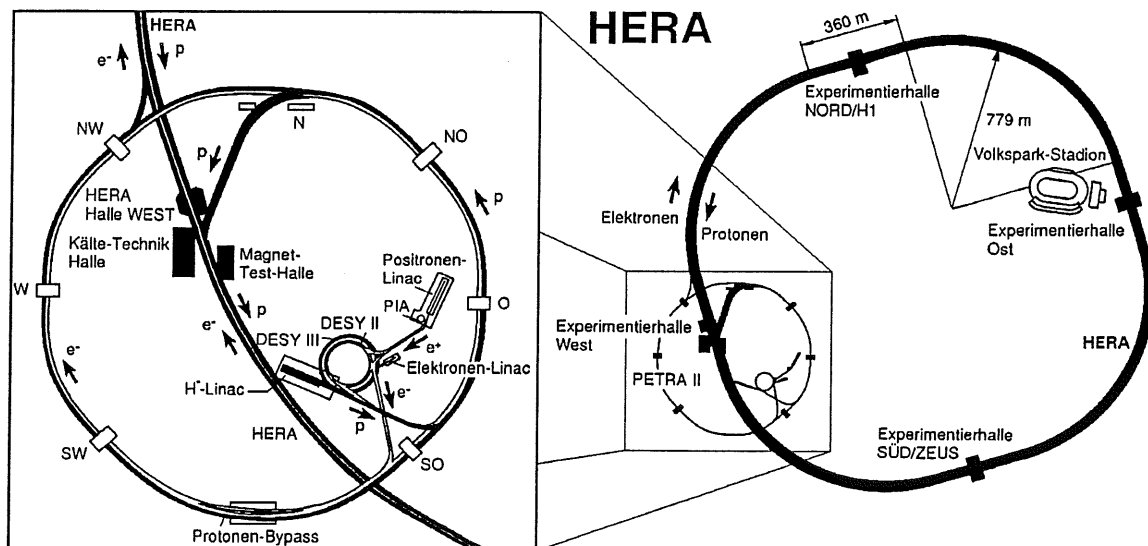 HERA
p
e-
NW
N
NO
p
p
HERA
Halle WEST
Kälte-Technik
Halle
Magnet-
Test-Halle
Positronen-
Linac
W
O
PIA
p
DESY II
DESY III
e-
e+
Elektronen-Linac
e-
H--Linac
e-
p
HERA
SW
SO
Protonen-Bypass
HERA
360 m
Experimentierhalle
NORD/H1
779 m
Volkspark-Stadion
Elektronen
Protonen
Experimentierhalle
Ost
Experimentierhalle
West
HERA
PETRA II
Experimentierhalle
SÜD/ZEUS